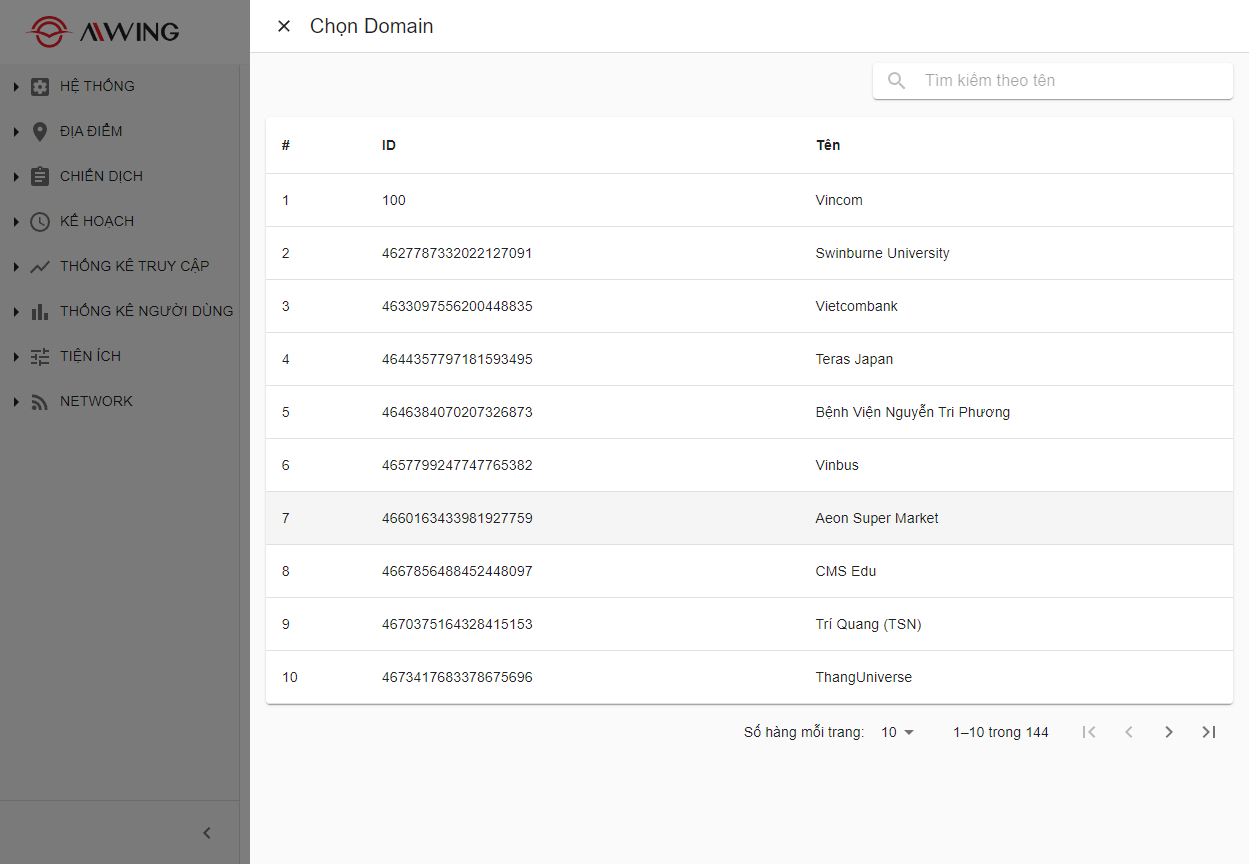 AWING
HỆ THỐNG
ĐỊA ĐIỂM
CHIẾN DỊCH
KẾ HOẠCH
THỐNG KÊ TRUY CẬP
THỐNG KÊ NGƯỜI DÙNG
TIỆN ÍCH
NETWORK
Chọn Domain
Tìm kiếm theo tên
# ID Tên
1 100 Vincom
2 4627787332022127091 Swinburne University
3 4633097556200448835 Vietcombank
4 4644357797181593495 Teras Japan
5 4646384070207326873 Bệnh Viện Nguyễn Tri Phương
6 4657799247747765382 Vinbus
7 4660163433981927759 Aeon Super Market
8 4667856488452448097 CMS Edu
9 4670375164328415153 Trí Quang (TSN)
10 4673417683378675696 ThangUniverse
Số hàng mỗi trang: 10 1–10 trong 144